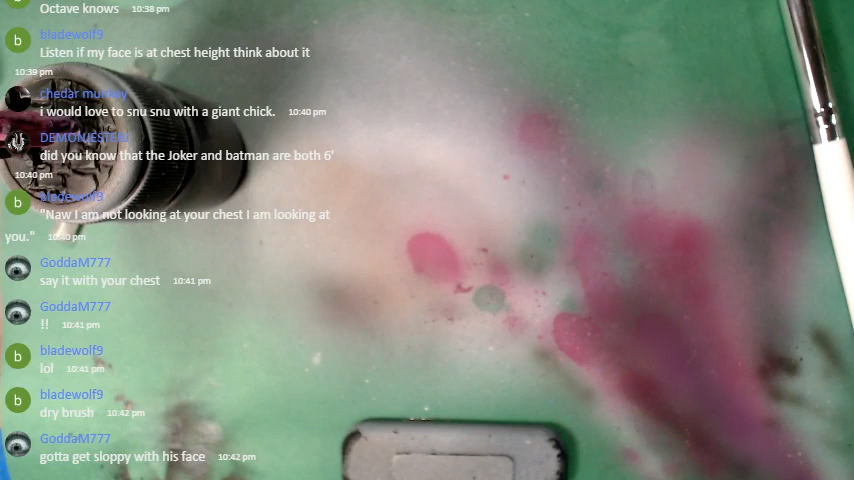 Octave knows 10:38 pm
bladewolf9
Listen if my face is at chest height think about it
10:39 pm
chedar murray
i would love to snu snu with a giant chick. 10:40 pm
DEMONJESTER
did you know that the Joker and batman are both 6'
10:40 pm
bladewolf9
"Naw I am not looking at your chest I am looking at
you." 10:40 pm
GoddaM777
say it with your chest 10:41 pm
GoddaM777
!! 10:41 pm
bladewolf9
lol 10:41 pm
bladewolf9
dry brush 10:42 pm
GoddaM777
gotta get sloppy with his face 10:42 pm